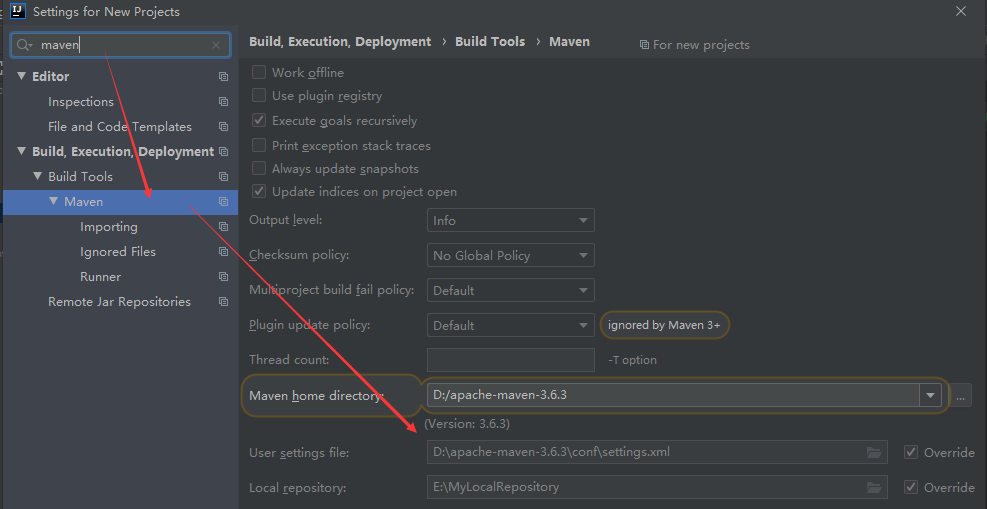 Settings for New Projects
maven
Editor
Inspections
File and Code Templates
Build, Execution, Deployment
Build Tools
Maven
Importing
Ignored Files
Runner
Remote Jar Repositories
Build, Execution, Deployment › Build Tools › Maven For new projects
Work offline
Use plugin registry
Execute goals recursively
Print exception stack traces
Always update snapshots
Update indices on project open
Output level: Info
Checksum policy: No Global Policy
Multiproject build fail policy: Default
Plugin update policy: Default ignored by Maven 3+
Thread count: -T option
Maven home directory: D:/apache-maven-3.6.3 ...
(Version: 3.6.3)
User settings file: D:\apache-maven-3.6.3\conf\settings.xml Override
Local repository: E:\MyLocalRepository Override